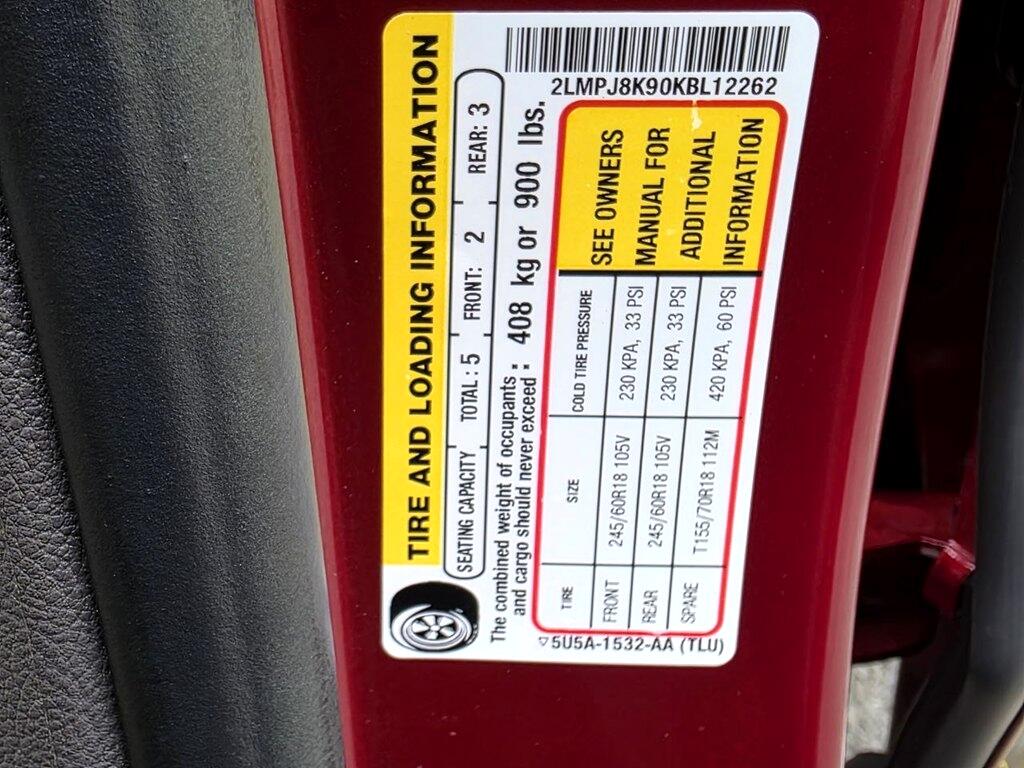 TIRE AND LOADING INFORMATION
SEATING CAPACITY TOTAL : 5 FRONT: 2 REAR: 3
The combined weight of occupants :
and cargo should never exceed : 408 kg or 900 lbs.
TIRE SIZE COLD TIRE PRESSURE
FRONT 245/60R18 105V 230 KPA, 33 PSI
REAR 245/60R18 105V 230 KPA, 33 PSI
SPARE T155/70R18 112M 420 KPA, 60 PSI
SEE OWNERS
MANUAL FOR
ADDITIONAL
INFORMATION
5U5A-1532-AA (TLU)
2LMPJ8K90KBL12262